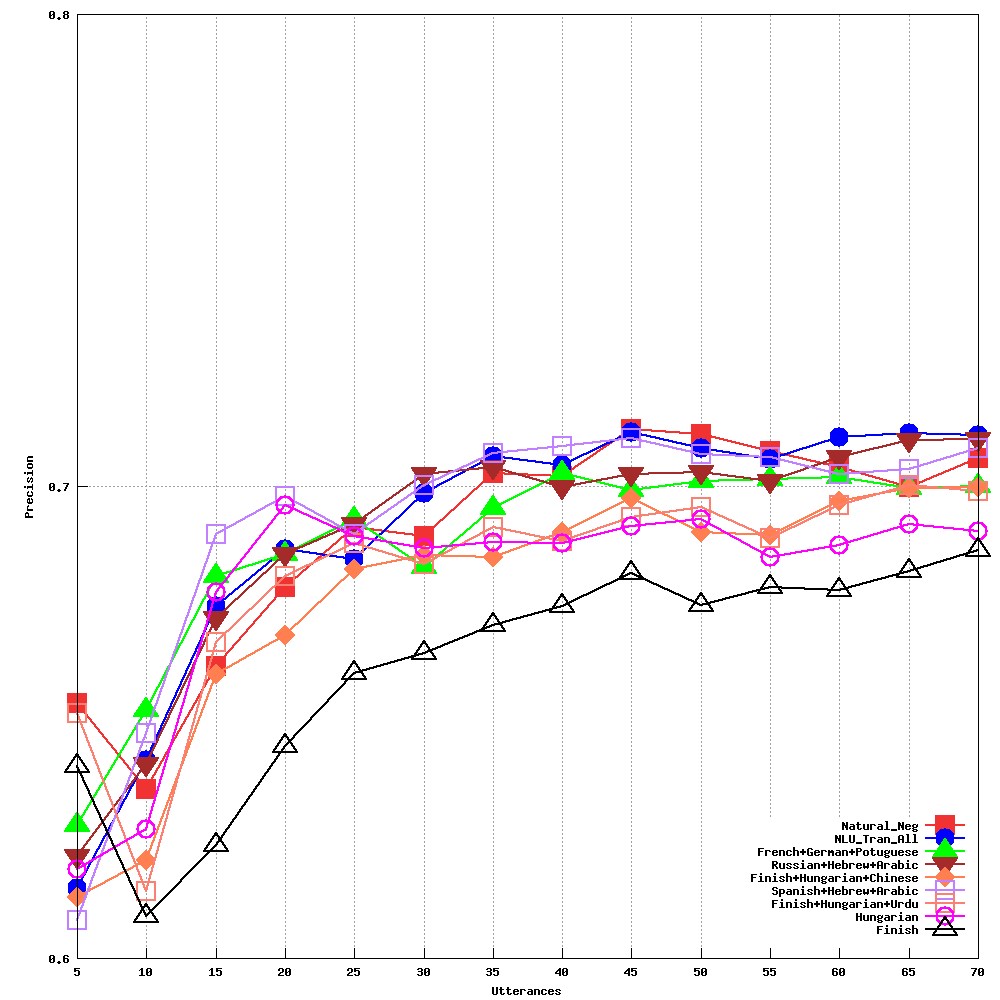 0.8
Precision
0.7
Natural_Neg
NLU_Tran_All
French+German+Potuguese
Russian+Hebrew+Arabic
Finish+Hungarian+Chinese
Spanish+Hebrew+Arabic
Finish+Hungarian+Urdu
Hungarian
Finish
0.6
5 10 15 20 25 30 35 40 45 50 55 60 65 70
Utterances